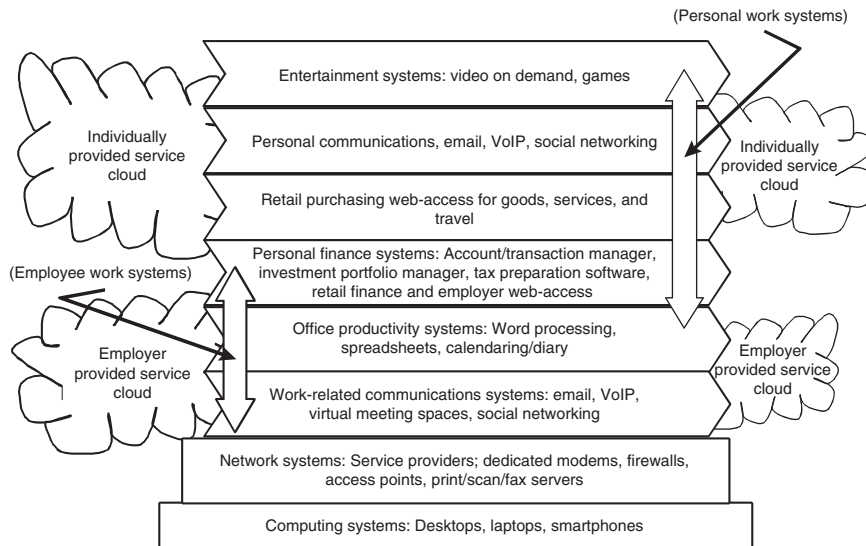 (Personal work systems)
Entertainment systems: video on demand, games
Individually
provided service
cloud
Personal communications, email, VoIP, social networking
Individually
provided service
cloud
Retail purchasing web-access for goods, services, and
travel
Personal finance systems: Account/transaction manager,
investment portfolio manager, tax preparation software,
retail finance and employer web-access
(Employee work systems)
Office productivity systems: Word processing,
spreadsheets, calendaring/diary
Employer
provided service
cloud
Employer
provided service
cloud
Work-related communications systems: email, VoIP,
virtual meeting spaces, social networking
Network systems: Service providers; dedicated modems, firewalls,
access points, print/scan/fax servers
Computing systems: Desktops, laptops, smartphones